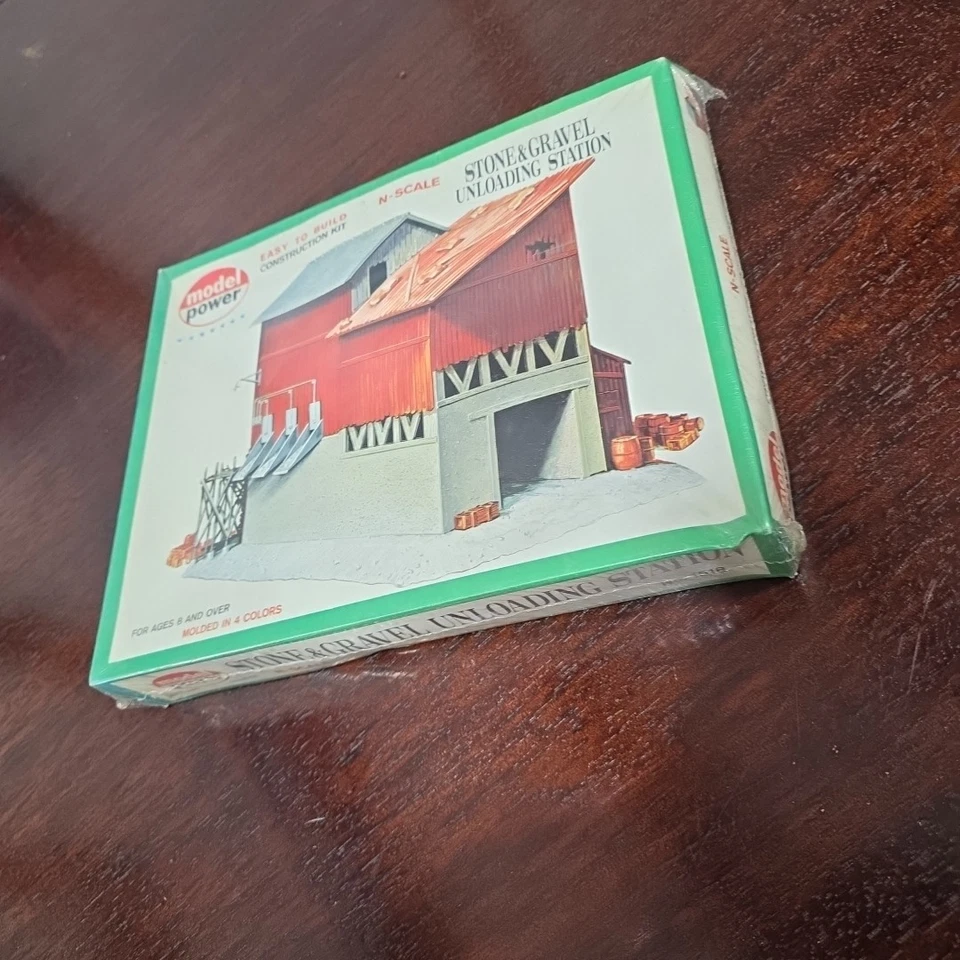 model
power
EASY TO BUILD
CONSTRUCTION KIT
N-SCALE
STONE&GRAVEL
UNLOADING STATION
N-SCALE
model
FOR AGES 8 AND OVER
MOLDED IN 4 COLORS
STONE&GRAVEL UNLOADING STATION